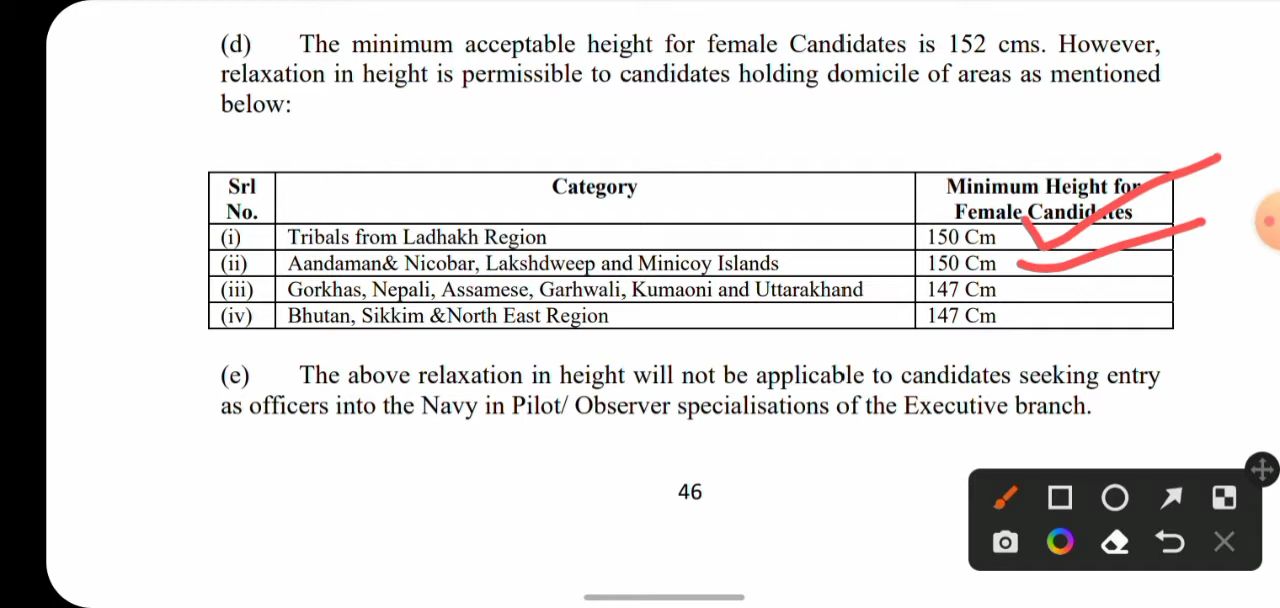 (d) The minimum acceptable height for female Candidates is 152 cms. However,
relaxation in height is permissible to candidates holding domicile of areas as mentioned
below:
Srl No. Category Minimum Height for Female Candidates
(i) Tribals from Ladhakh Region 150 Cm
(ii) Aandaman& Nicobar, Lakshdweep and Minicoy Islands 150 Cm
(iii) Gorkhas, Nepali, Assamese, Garhwali, Kumaoni and Uttarakhand 147 Cm
(iv) Bhutan, Sikkim &North East Region 147 Cm
(e) The above relaxation in height will not be applicable to candidates seeking entry
as officers into the Navy in Pilot/ Observer specialisations of the Executive branch.
46